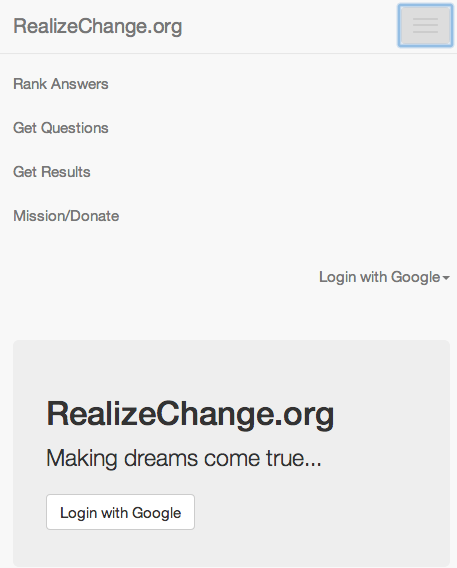 RealizeChange.org
Rank Answers
Get Questions
Get Results
Mission/Donate
Login with Google
RealizeChange.org
Making dreams come true...
Login with Google